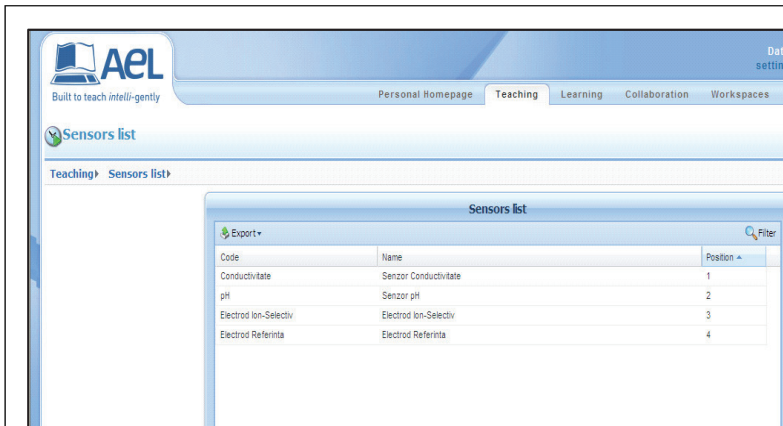 AeL
Built to teach intelli-gently
Personal Homepage Teaching Learning Collaboration Workspaces
Sensors list
Teaching Sensors list
Sensors list
Export Filter
Code Name Position
Conductivitate Senzor Conductivitate 1
pH Senzor pH 2
Electrod Ion-Selectiv Electrod Ion-Selectiv 3
Electrod Referinta Electrod Referinta 4